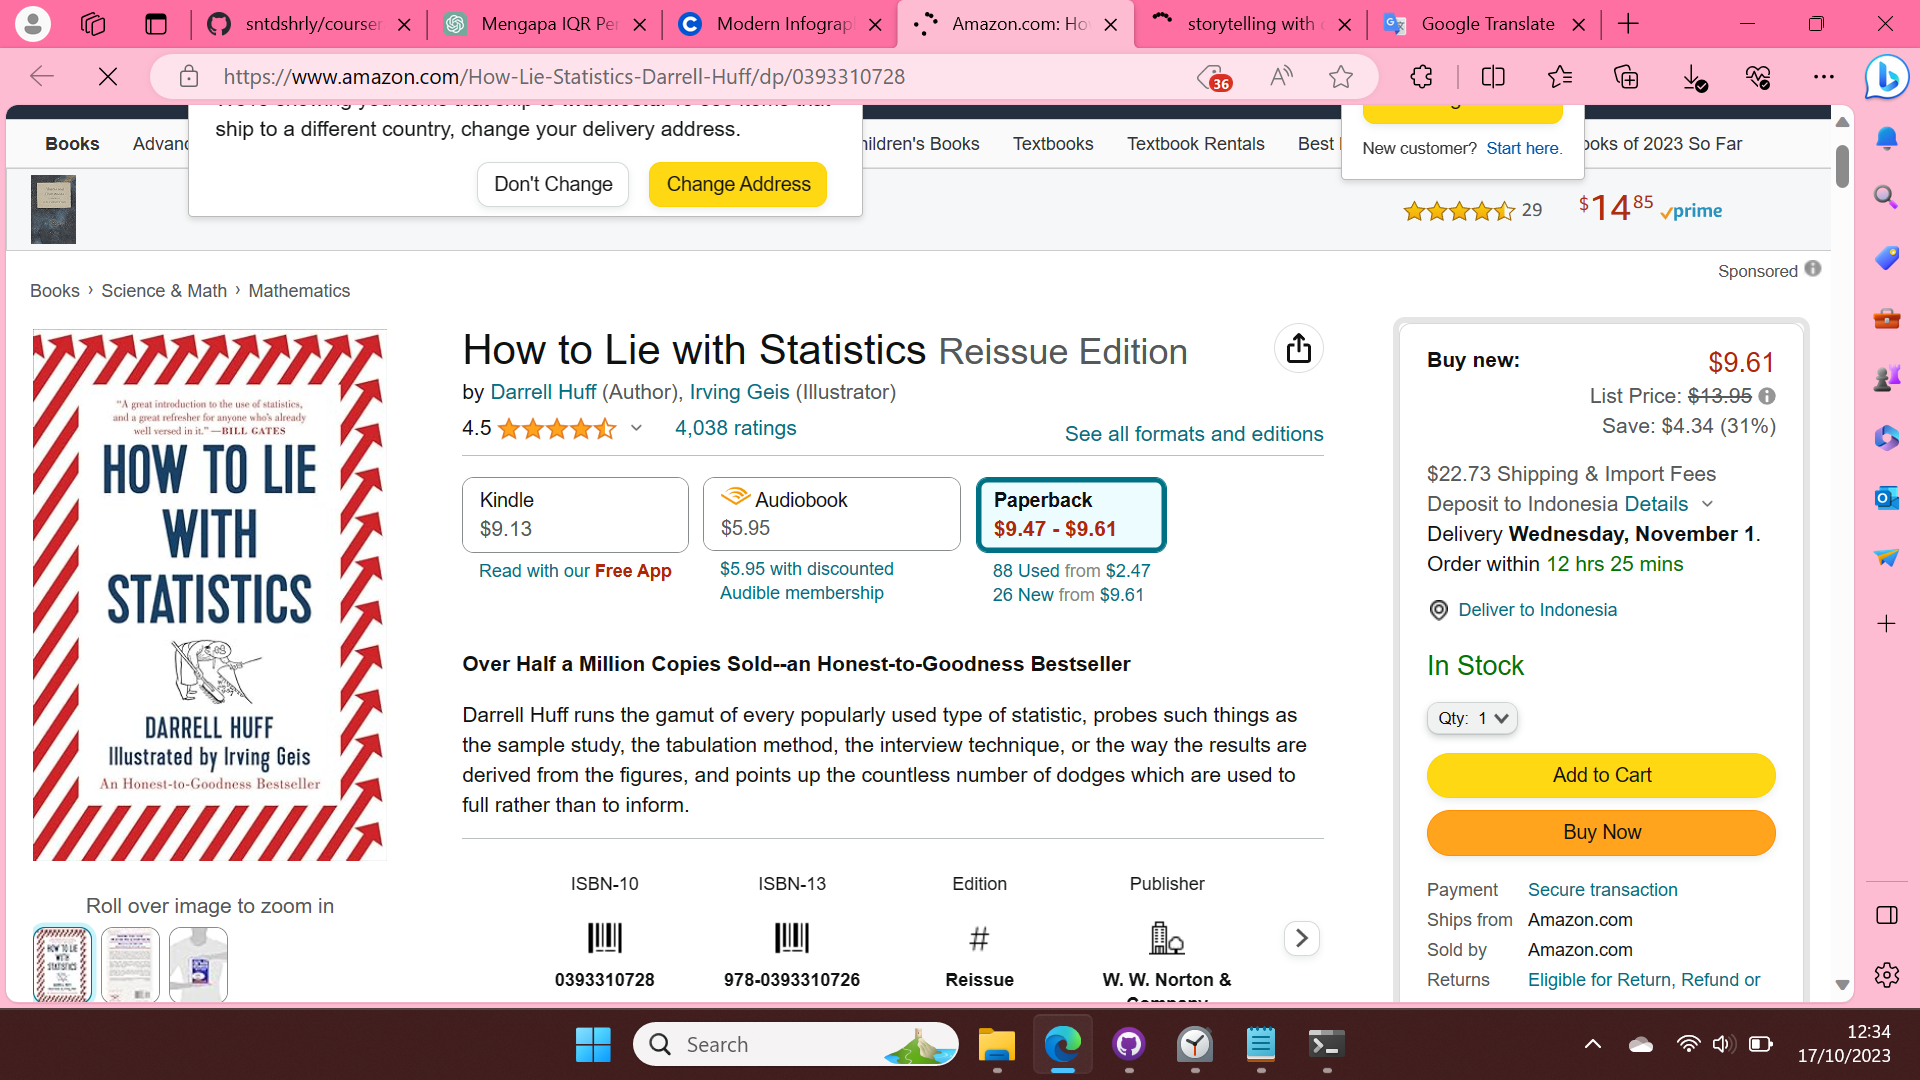 sntdshrly/courser
Mengapa IQR Per
Modern Infograp
Amazon.com: Ho
storytelling with
Google Translate
https://www.amazon.com/How-Lie-Statistics-Darrell-Huff/dp/0393310728
36
ship to a different country, change your delivery address.
Don't Change
Change Address
Books
Textbooks
Textbook Rentals
Best
ooks of 2023 So Far
New customer? Start here.
29
$14 85 prime
Sponsored
Books › Science & Math › Mathematics
"A great introduction to the use of statistics,
and a great refresher for anyone who's already
well versed in it." —BILL GATES
HOW TO LIE
WITH
STATISTICS
DARRELL HUFF
Illustrated by Irving Geis
An Honest-to-Goodness Bestseller
Roll over image to zoom in
How to Lie with Statistics Reissue Edition
by Darrell Huff (Author), Irving Geis (Illustrator)
4.5
4,038 ratings
See all formats and editions
Kindle
$9.13
Read with our Free App
Audiobook
$5.95
$5.95 with discounted
Audible membership
Paperback
$9.47 - $9.61
88 Used from $2.47
26 New from $9.61
Over Half a Million Copies Sold--an Honest-to-Goodness Bestseller
Darrell Huff runs the gamut of every popularly used type of statistic, probes such things as
the sample study, the tabulation method, the interview technique, or the way the results are
derived from the figures, and points up the countless number of dodges which are used to
full rather than to inform.
ISBN-10
0393310728
ISBN-13
978-0393310726
Edition
#
Reissue
Publisher
W. W. Norton &
Buy new:
$9.61
List Price: $13.95
Save: $4.34 (31%)
$22.73 Shipping & Import Fees
Deposit to Indonesia Details
Delivery Wednesday, November 1.
Order within 12 hrs 25 mins
Deliver to Indonesia
In Stock
Qty: 1
Add to Cart
Buy Now
Payment Secure transaction
Ships from Amazon.com
Sold by Amazon.com
Returns Eligible for Return, Refund or
Search
12:34
17/10/2023